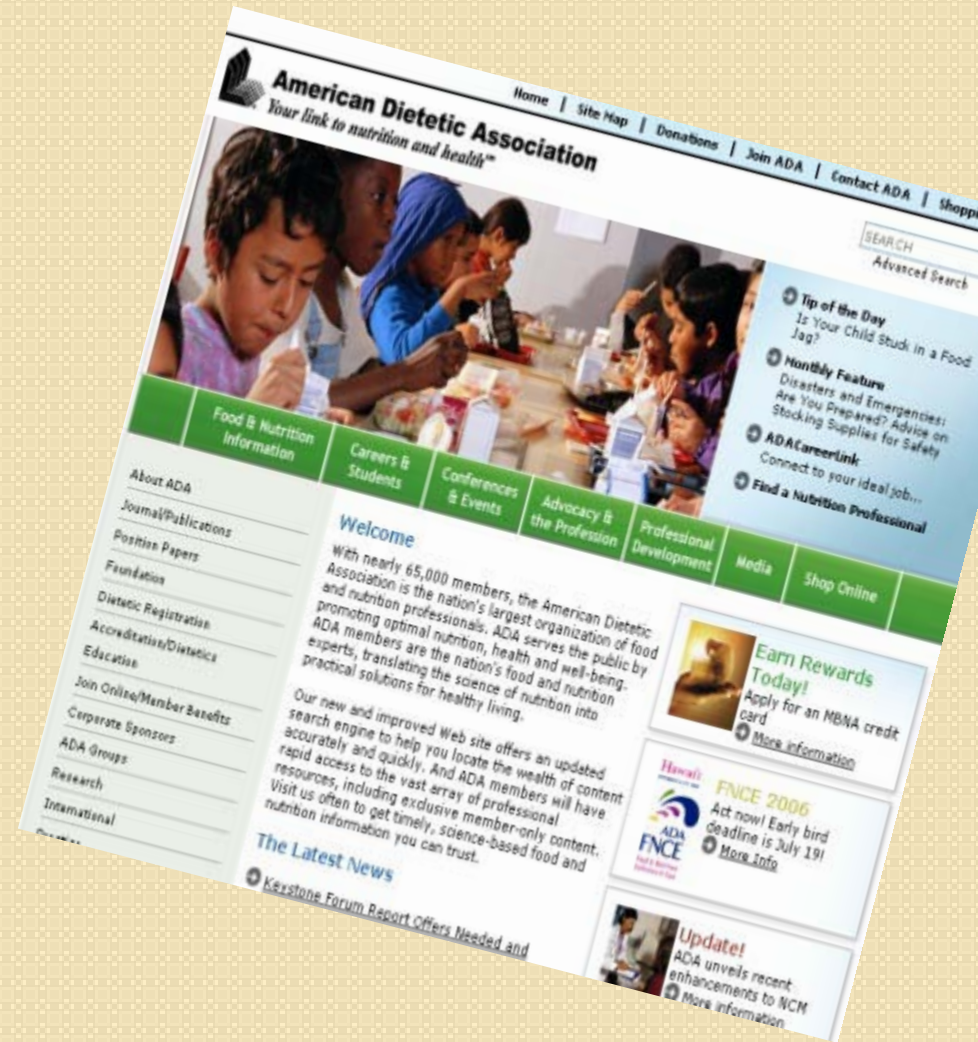 Home | Site Map | Donations | Join ADA | Contact ADA |
American Dietetic Association
Your link to nutrition and health℠
SEARCH
Advanced Search
Tip of the Day
Is Your Child Stuck in a Food
Jag?
Monthly Feature
Disasters and Emergencies:
Are You Prepared? Advice on
Stocking Supplies for Safety
ADACareerLink
Connect to your ideal job...
Find a Nutrition Professional
Food & Nutrition
Information
Careers &
Students
Conferences
& Events
Advocacy &
the Profession
Professional
Development
Media
Shop Online
About ADA
Journal/Publications
Position Papers
Foundation
Dietetic Registration
Accreditation/Dietetics
Education
Join Online/Member Benefits
Corporate Sponsors
ADA Groups
Research
International
Welcome
With nearly 65,000 members, the American Dietetic
Association is the nation's largest organization of food
and nutrition professionals. ADA serves the public by
promoting optimal nutrition, health and well-being.
ADA members are the nation's food and nutrition
experts, translating the science of nutrition into
practical solutions for healthy living.
Our new and improved Web site offers an updated
search engine to help you locate the wealth of content
accurately and quickly. And ADA members will have
rapid access to the vast array of professional
resources, including exclusive member-only content.
Visit us often to get timely, science-based food and
nutrition information you can trust.
The Latest News
Keystone Forum Report Offers Needed and
Earn Rewards
Today!
Apply for an MBNA credit
card
More information
Hawai'i
ADA
FNCE
FNCE 2006
Act now! Early bird
deadline is July 19!
More Info
Update!
ADA unveils recent
enhancements to NCM
More information